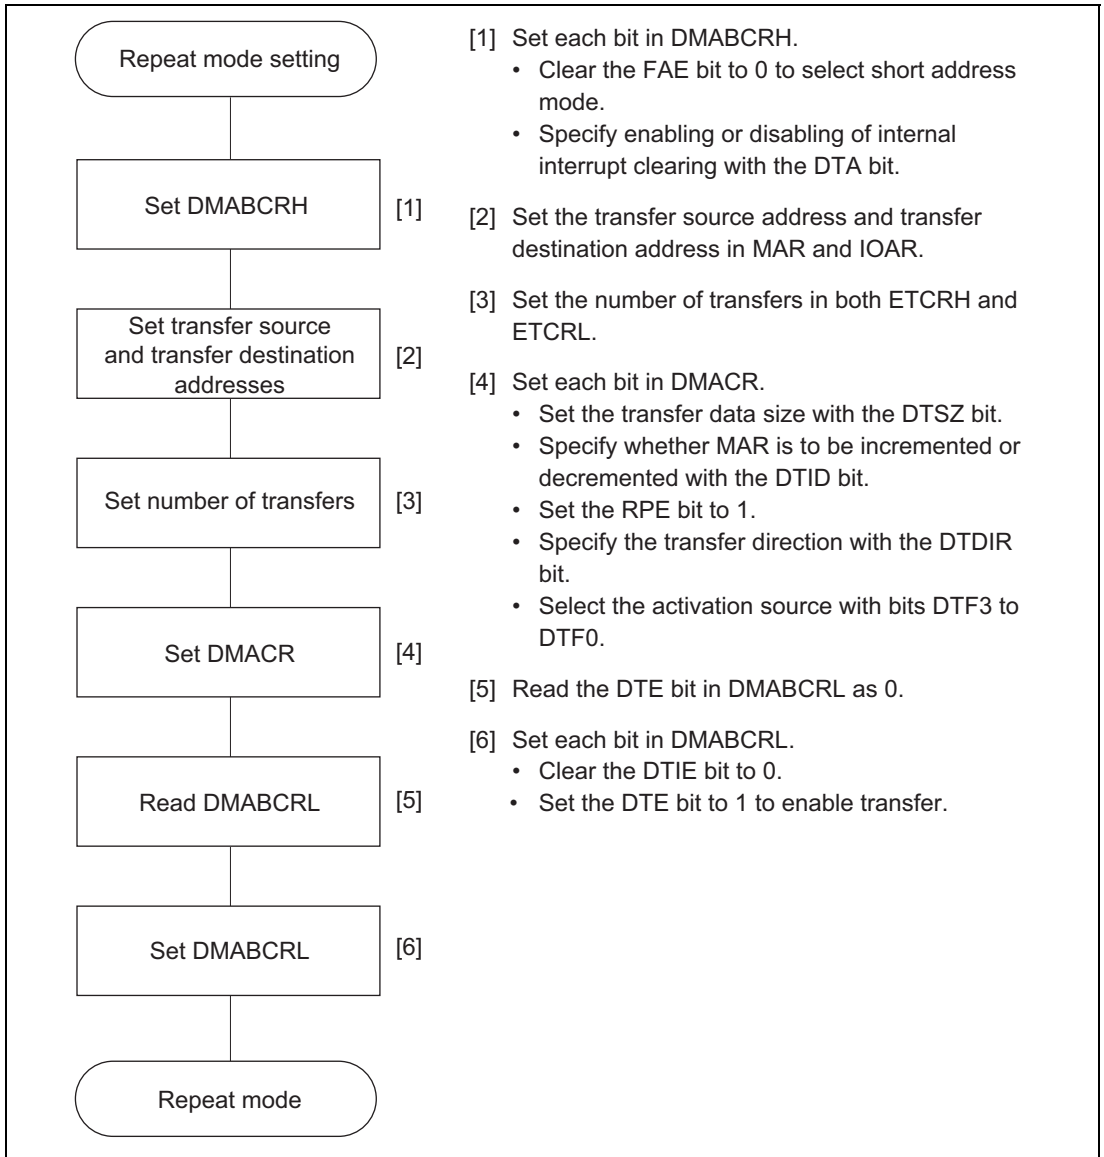 Repeat mode setting
Set DMABCRH
[1]
Set transfer source
and transfer destination
addresses
[2]
Set number of transfers
[3]
Set DMACR
[4]
Read DMABCRL
[5]
Set DMABCRL
[6]
Repeat mode
[1] Set each bit in DMABCRH.
• Clear the FAE bit to 0 to select short address
mode.
• Specify enabling or disabling of internal
interrupt clearing with the DTA bit.
[2] Set the transfer source address and transfer
destination address in MAR and IOAR.
[3] Set the number of transfers in both ETCRH and
ETCRL.
[4] Set each bit in DMACR.
• Set the transfer data size with the DTSZ bit.
• Specify whether MAR is to be incremented or
decremented with the DTID bit.
• Set the RPE bit to 1.
• Specify the transfer direction with the DTDIR
bit.
• Select the activation source with bits DTF3 to
DTF0.
[5] Read the DTE bit in DMABCRL as 0.
[6] Set each bit in DMABCRL.
• Clear the DTIE bit to 0.
• Set the DTE bit to 1 to enable transfer.